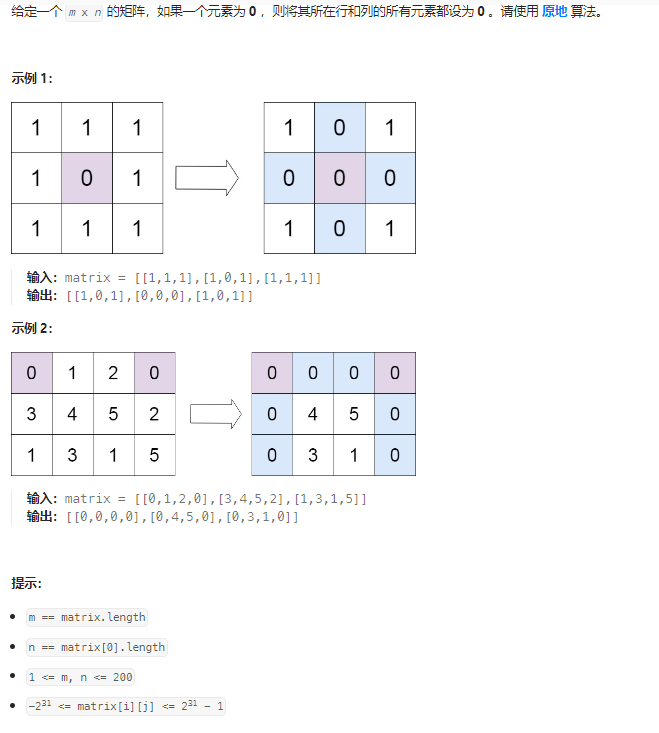 给定一个 m x n 的矩阵，如果一个元素为 0 ，则将其所在行和列的所有元素都设为 0 。请使用 原地 算法。
示例 1：
1 1 1 1 0 1
1 0 1 0 0 0
1 1 1 1 0 1
输入：matrix = [[1,1,1],[1,0,1],[1,1,1]]
输出：[[1,0,1],[0,0,0],[1,0,1]]
示例 2：
0 1 2 0 0 0 0 0
3 4 5 2 0 4 5 0
1 3 1 5 0 3 1 0
输入：matrix = [[0,1,2,0],[3,4,5,2],[1,3,1,5]]
输出：[[0,0,0,0],[0,4,5,0],[0,3,1,0]]
提示：
m == matrix.length
n == matrix[0].length
1 <= m, n <= 200
-2³¹ <= matrix[i][j] <= 2³¹ - 1